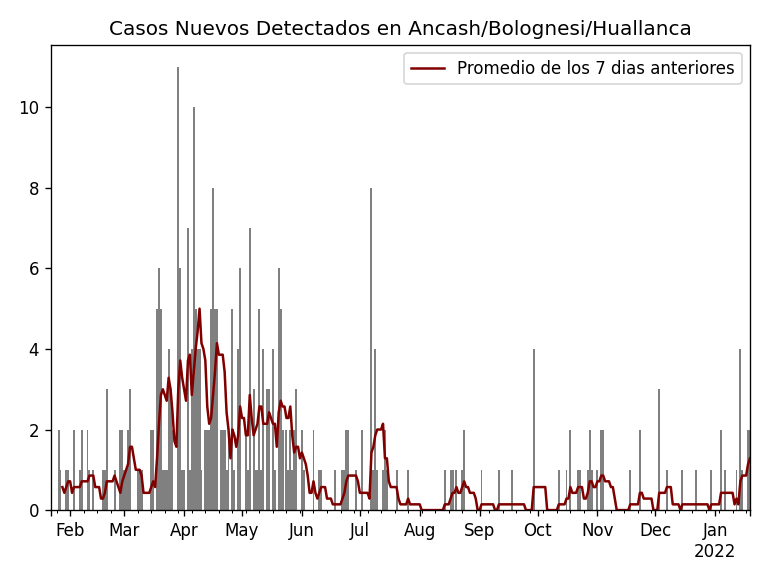 Casos Nuevos Detectados en Ancash/Bolognesi/Huallanca
Promedio de los 7 dias anteriores
10
8
6
4
2
0
Feb Mar Apr May Jun Jul Aug Sep Oct Nov Dec Jan
2022